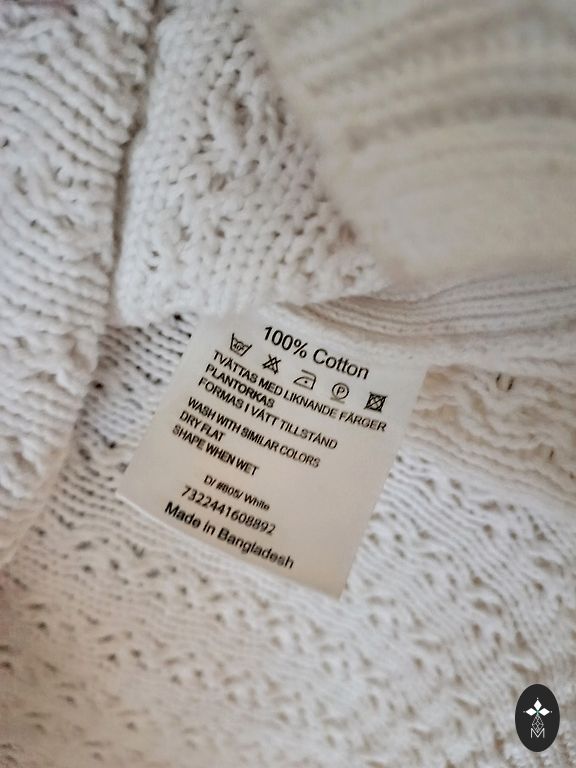 100% Cotton
40°
P
TVÄTTAS MED LIKNANDE FÄRGER
PLANTORKAS
FORMAS I VÅTT TILLSTÅND
WASH WITH SIMILAR COLORS
DRY FLAT
SHAPE WHEN WET
D/ #805/ White
7322441608892
Made in Bangladesh
M